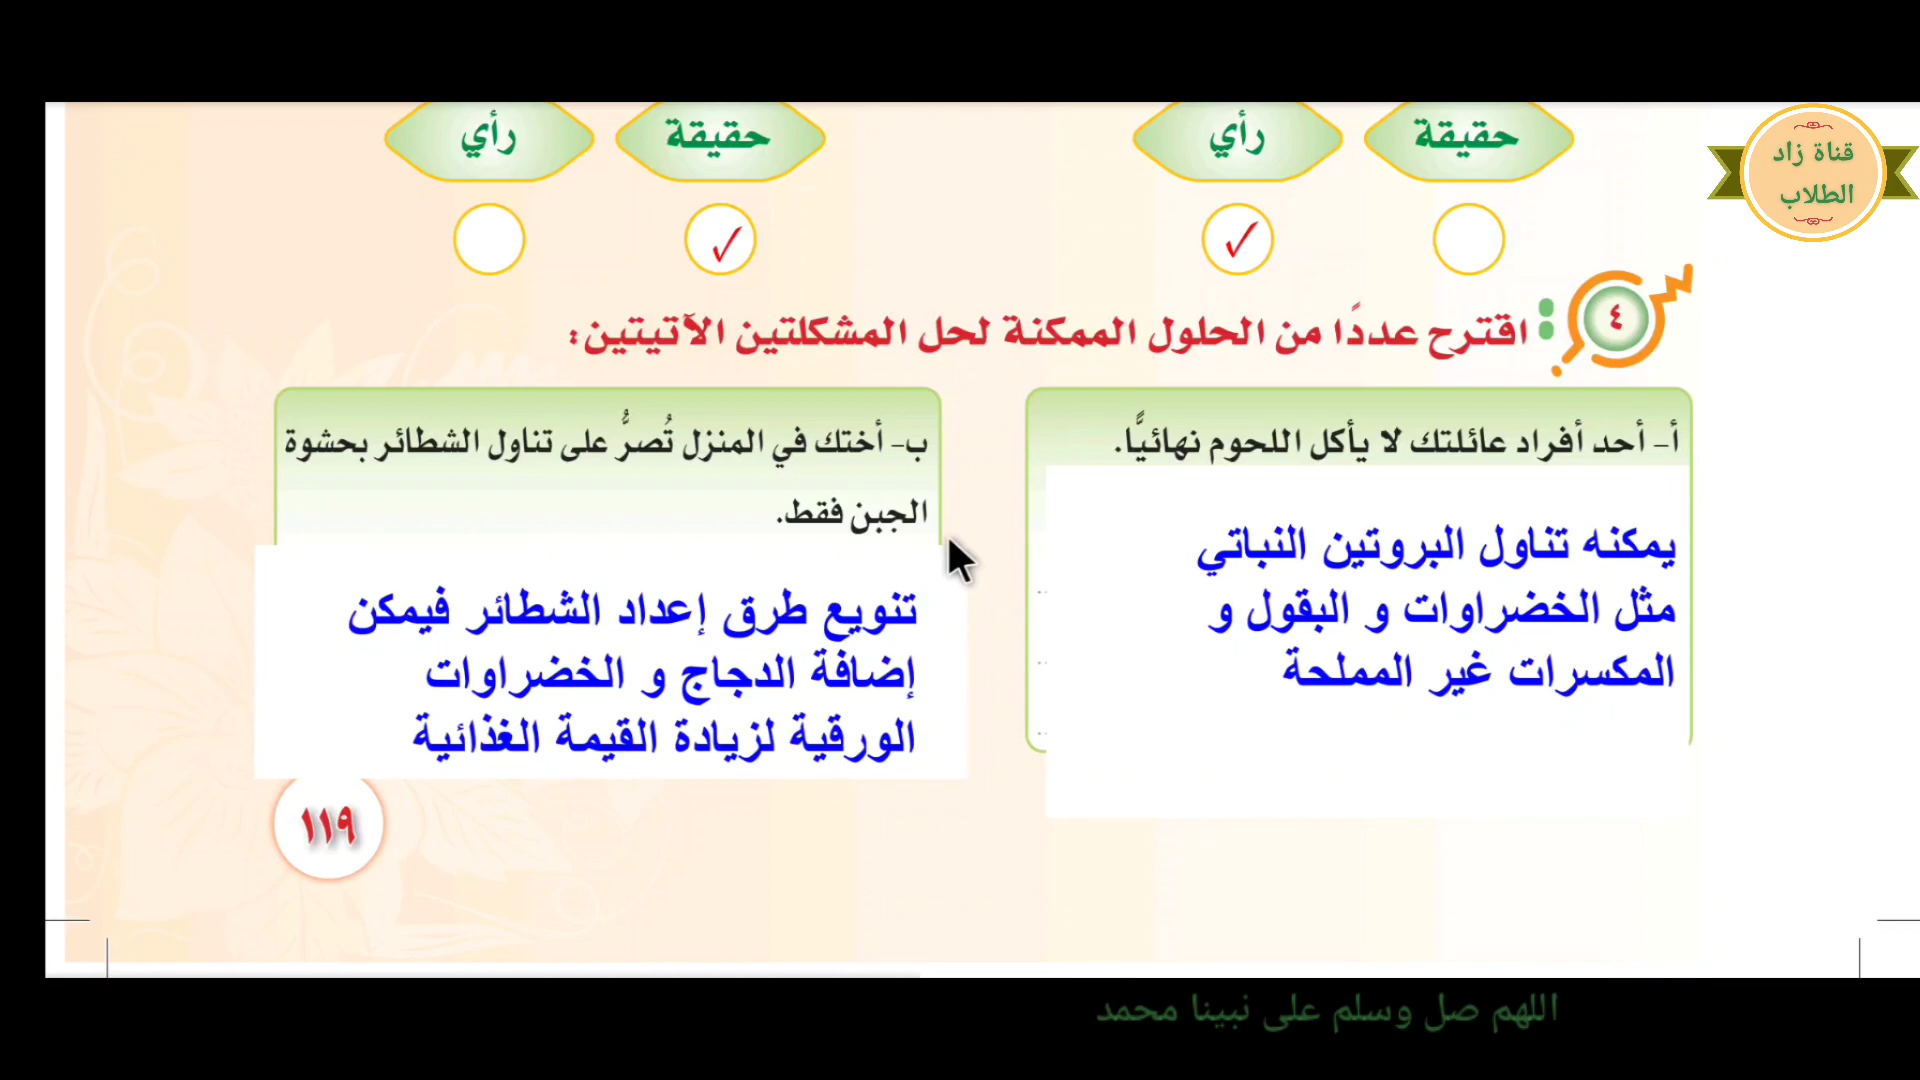 حقيقة
رأي
حقيقة
رأي
قناة زاد
الطلاب
✓
✓
٤
اقترح عددًا من الحلول الممكنة لحل المشكلتين الآتيتين:
أ- أحد أفراد عائلتك لا يأكل اللحوم نهائيًّا.
يمكنه تناول البروتين النباتي
مثل الخضراوات و البقول و
المكسرات غير المملحة
ب- أختك في المنزل تُصرُّ على تناول الشطائر بحشوة
الجبن فقط.
تنويع طرق إعداد الشطائر فيمكن
إضافة الدجاج و الخضراوات
الورقية لزيادة القيمة الغذائية
١١٩
اللهم صل وسلم على نبينا محمد